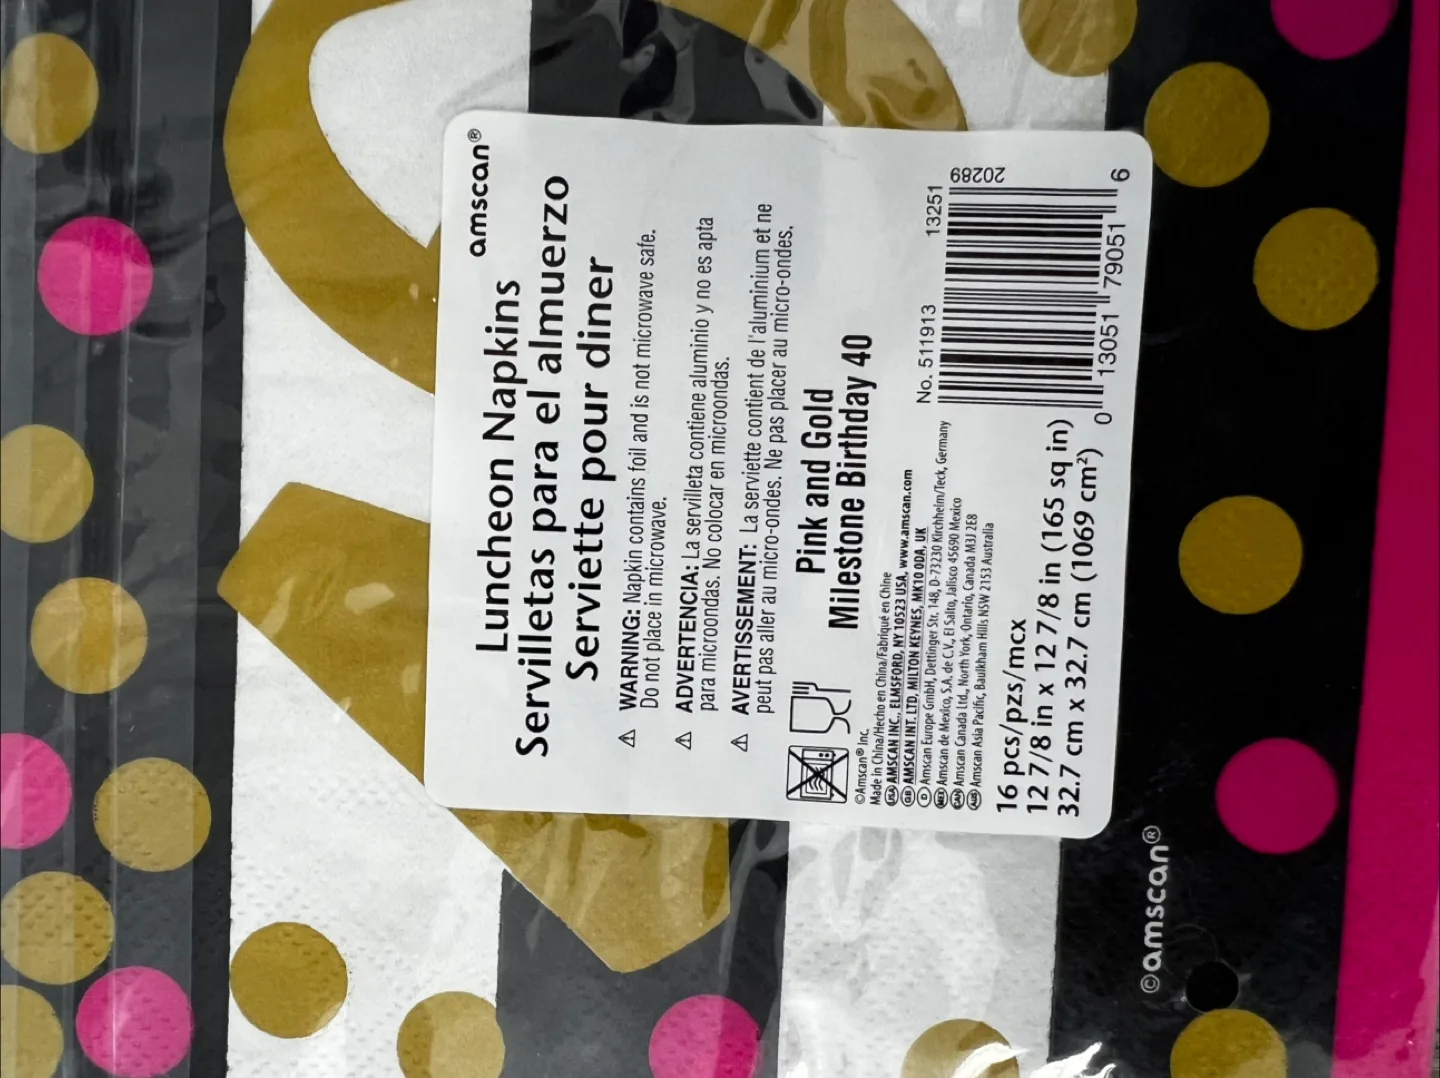 amscan®
Luncheon Napkins
Servilletas para el almuerzo
Serviette pour diner
⚠ WARNING: Napkin contains foil and is not microwave safe.
Do not place in microwave.
⚠ ADVERTENCIA: La servilleta contiene aluminio y no es apta
para microondas. No colocar en microondas.
⚠ AVERTISSEMENT: La serviette contient de l'aluminium et ne
peut pas aller au micro-ondes. Ne pas placer au micro-ondes.
Pink and Gold
Milestone Birthday 40
©Amscan® Inc.
Made in China/Hecho en China/Fabriqué en Chine
USA AMSCAN INC., ELMSFORD, NY 10523 USA, www.amscan.com
GB AMSCAN INT. LTD, MILTON KEYNES, MK10 0DA, UK
D Amscan Europe GmbH, Dettinger Str. 148, D-73230 Kirchheim/Teck, Germany
MEX Amscan de Mexico, S.A. de C.V., El Salto, Jalisco 45690 Mexico
CAN Amscan Canada Ltd, North York, Ontario, Canada M3J 2E8
AUS Amscan Asia Pacific, Baulkham Hills NSW 2153 Australia
16 pcs/pzs/mcx
12 7/8 in x 12 7/8 in (165 sq in)
32.7 cm x 32.7 cm (1069 cm²)
No. 511913 13251
20289
0 13051 79051 6
©amscan®